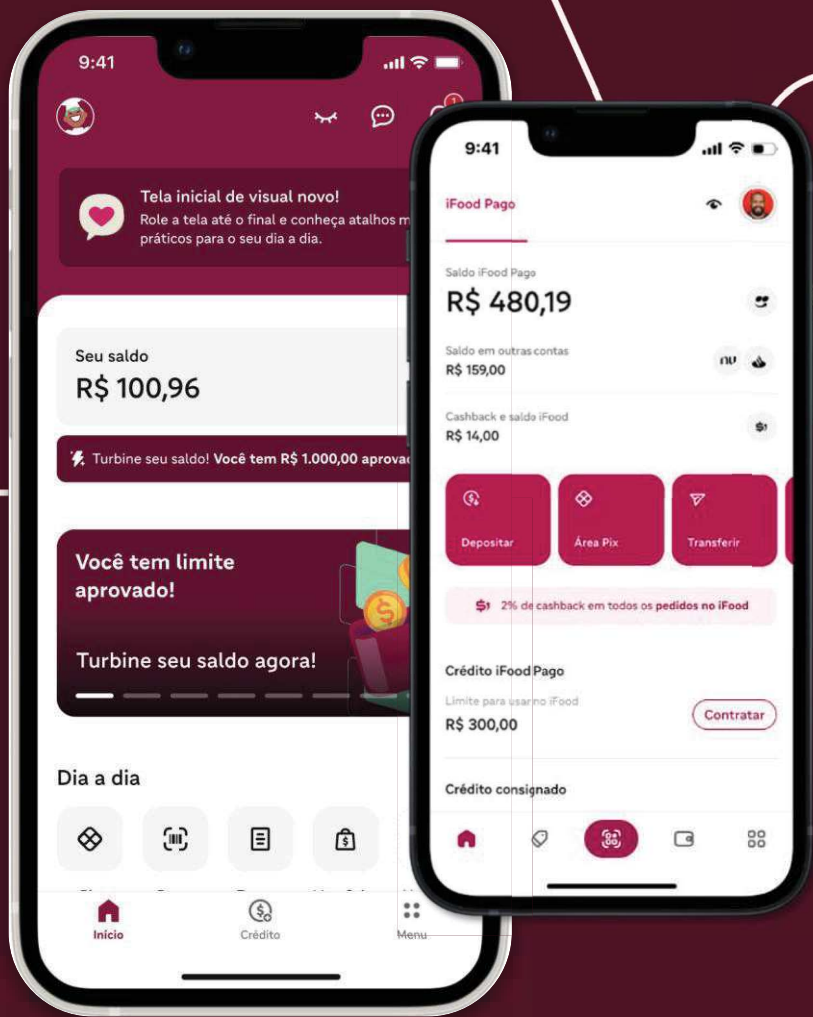 9:41
Tela inicial de visual novo!
Role a tela até o final e conheça atalhos
práticos para o seu dia a dia.
Seu saldo
R$ 100,96
Turbine seu saldo! Você tem R$ 1.000,00
Você tem limite
aprovado!
Turbine seu saldo agora!
Dia a dia
Início
Crédito
Menu
9:41
iFood Pago
Saldo iFood Pago
R$ 480,19
Saldo em outras contas
R$ 159,00
nu
Cashback e saldo iFood
R$ 14,00
Depositar
Área Pix
Transferir
2% de cashback em todos os pedidos no iFood
Crédito iFood Pago
Limite para usar no iFood
R$ 300,00
Contratar
Crédito consignado